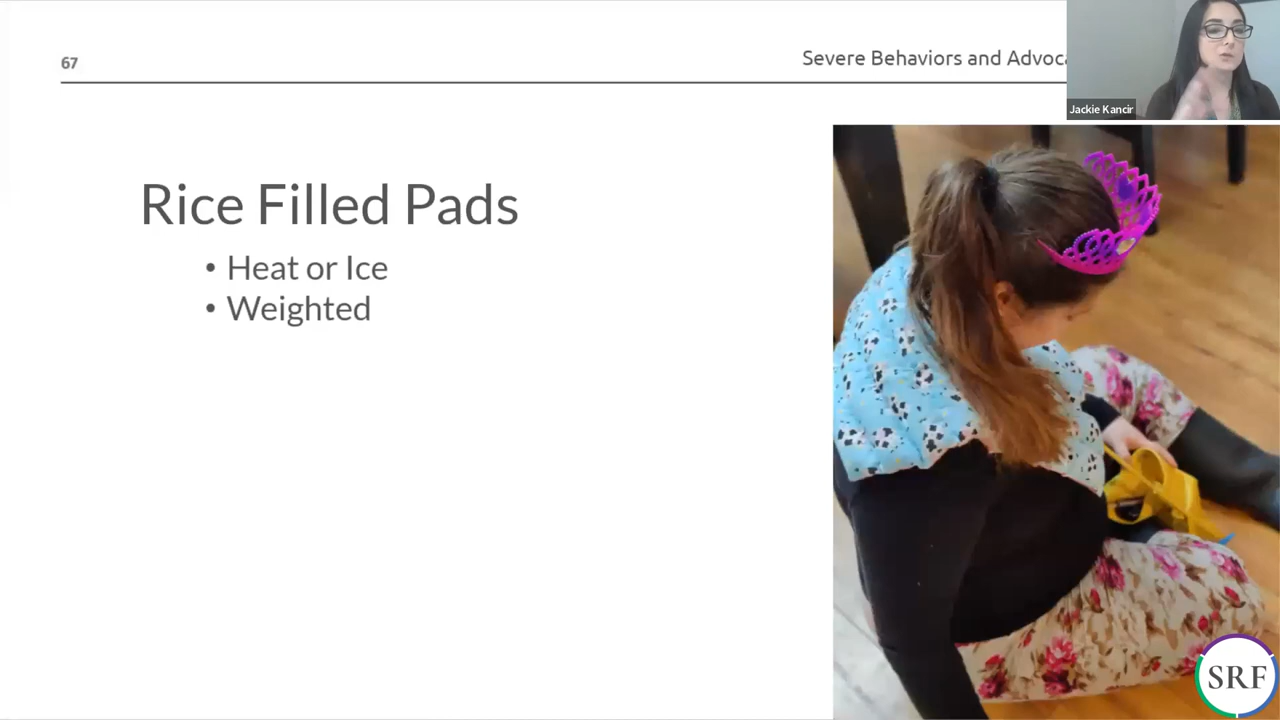 67
Severe Behaviors and Advoca
Jackie Kancir
Rice Filled Pads
• Heat or Ice
• Weighted
SRF